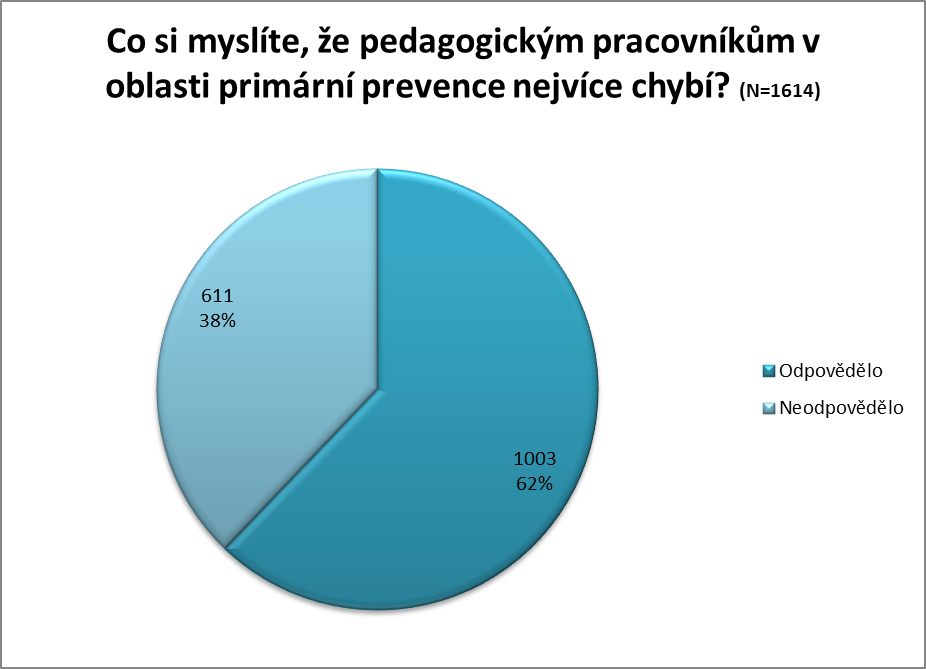 Co si myslíte, že pedagogickým pracovníkům v
oblasti primární prevence nejvíce chybí? (N=1614)
611
38%
1003
62%
Odpovědělo
Neodpovědělo